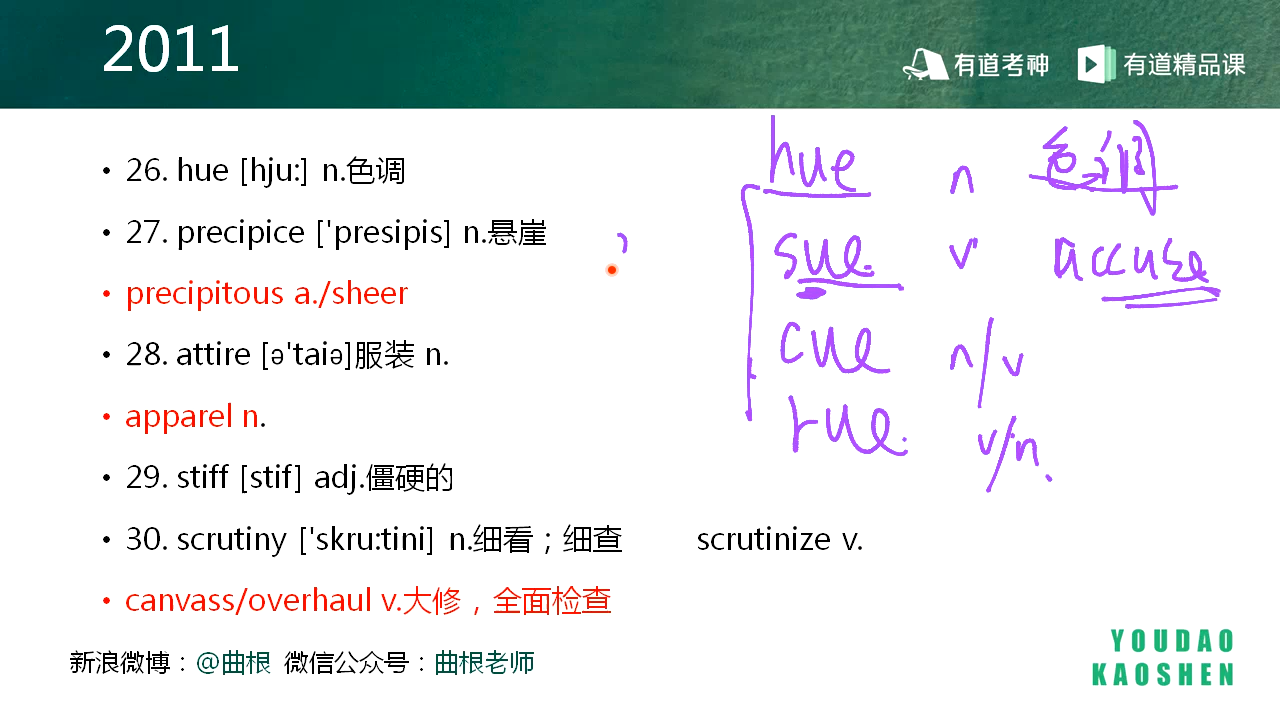 2011
有道考神
有道精品课
• 26. hue [hju:] n.色调
• 27. precipice ['presipis] n.悬崖
• precipitous a./sheer
• 28. attire [ə'taiə]服装 n.
• apparel n.
• 29. stiff [stif] adj.僵硬的
• 30. scrutiny ['skru:tini] n.细看；细查 scrutinize v.
• canvass/overhaul v.大修，全面检查
hue n 色调
sue v accuse
cue n/v
rue v/n.
新浪微博：@曲根 微信公众号：曲根老师
YOUDAO
KAOSHEN